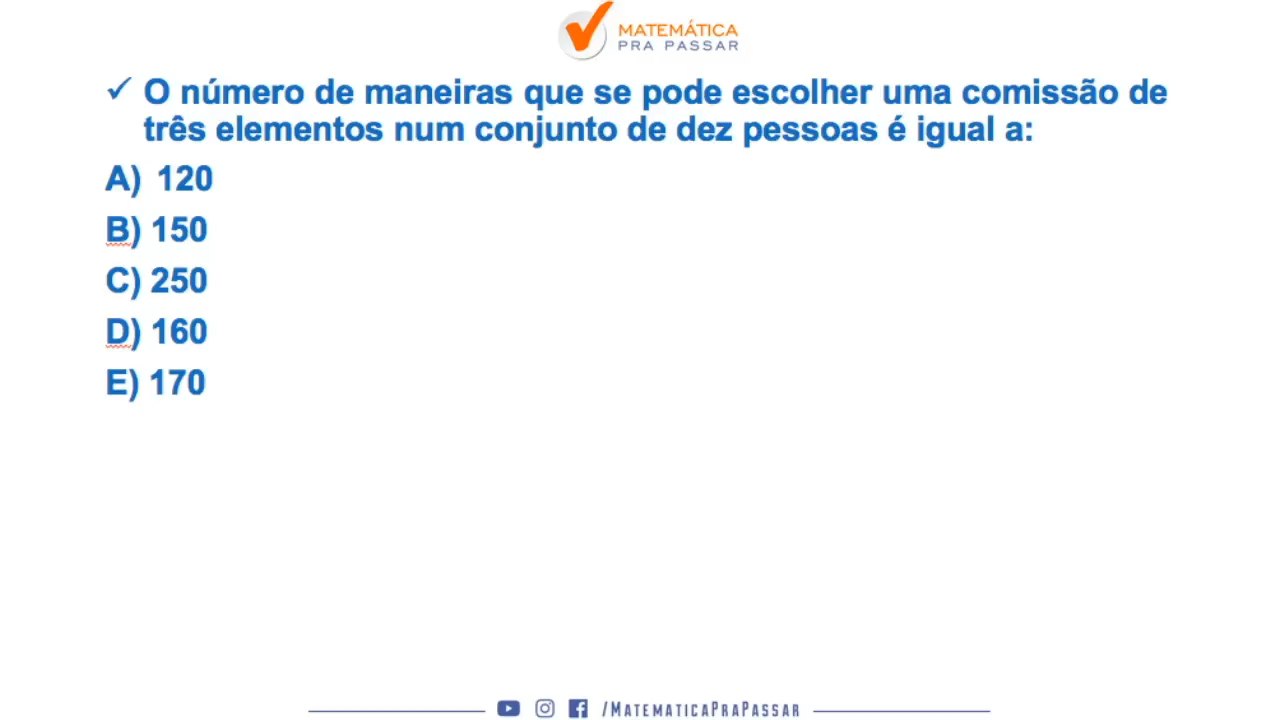 MATEMÁTICA
PRA PASSAR
✓ O número de maneiras que se pode escolher uma comissão de
três elementos num conjunto de dez pessoas é igual a:
A) 120
B) 150
C) 250
D) 160
E) 170
/MATEMATICAPRAPASSAR